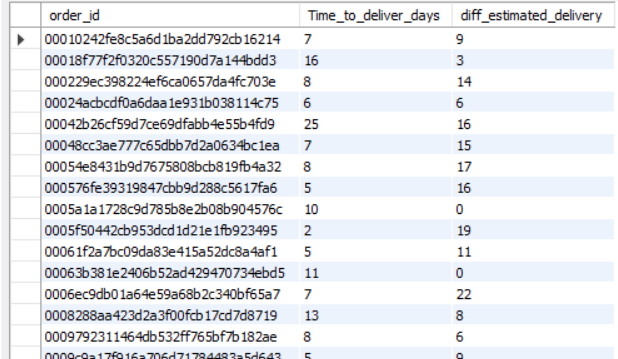 order_id Time_to_deliver_days diff_estimated_delivery
00010242fe8c5a6d1ba2dd792cb16214 7 9
00018f77f2f0320c557190d7a144bdd3 16 3
000229ec398224ef6ca0657da4fc703e 8 14
00024acbcdf0a6daa1e931b038114c75 6 6
00042b26cf59d7ce69dfabb4e55b4fd9 25 16
00048cc3ae777c65dbb7d2a0634bc1ea 7 15
00054e8431b9d7675808bcb819fb4a32 8 17
000576fe39319847cbb9d288c5617fa6 5 16
0005a1a1728c9d785b8e2b08b904576c 10 0
0005f50442cb953dcd1d21e1fb923495 2 19
00061f2a7bc09da83e415a52dc8a4af1 5 11
00063b381e2406b52ad429470734ebd5 11 0
0006ec9db01a64e59a68b2c340bf65a7 7 22
0008288aa423d2a3f00fcb17cd7d8719 13 8
0009792311464db532ff765bf7b182ae 8 6
0009c9a17f916a706d71784483a5d643 5 9